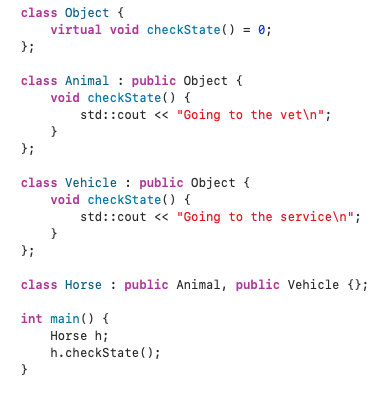 class Object {
    virtual void checkState() = 0;
};

class Animal : public Object {
    void checkState() {
        std::cout << "Going to the vet\n";
    }
};

class Vehicle : public Object {
    void checkState() {
        std::cout << "Going to the service\n";
    }
};

class Horse : public Animal, public Vehicle {};

int main() {
    Horse h;
    h.checkState();
}